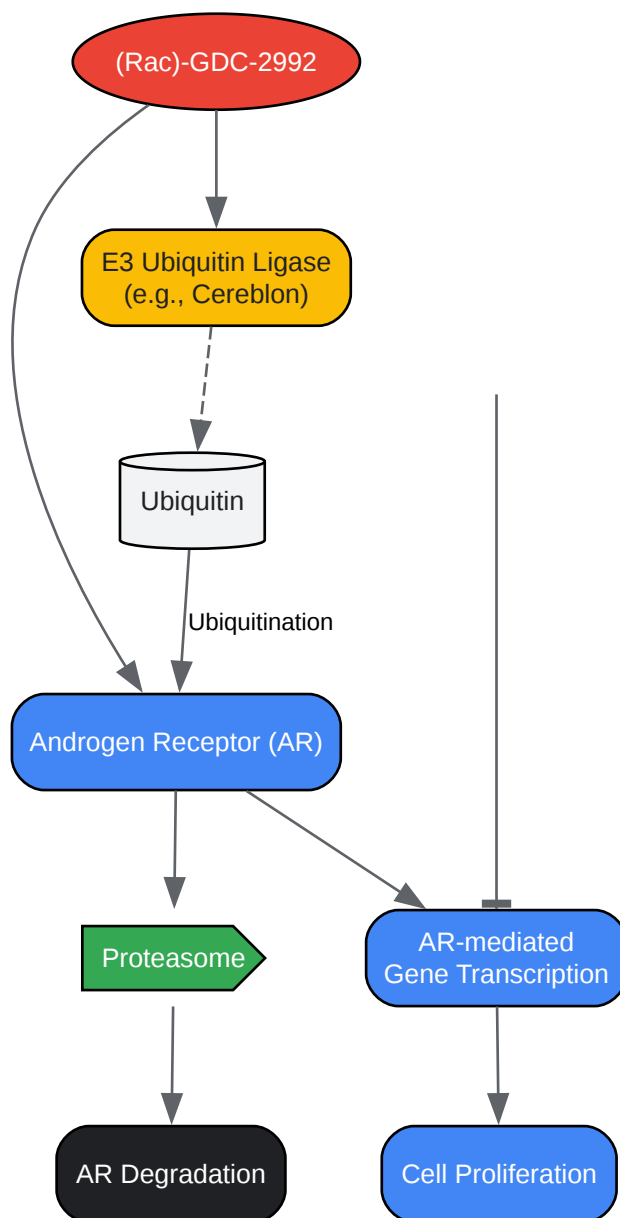 (Rac)-GDC-2992
E3 Ubiquitin Ligase
(e.g., Cereblon)
Ubiquitin
Ubiquitination
Androgen Receptor (AR)
Proteasome
AR-mediated
Gene Transcription
AR Degradation
Cell Proliferation